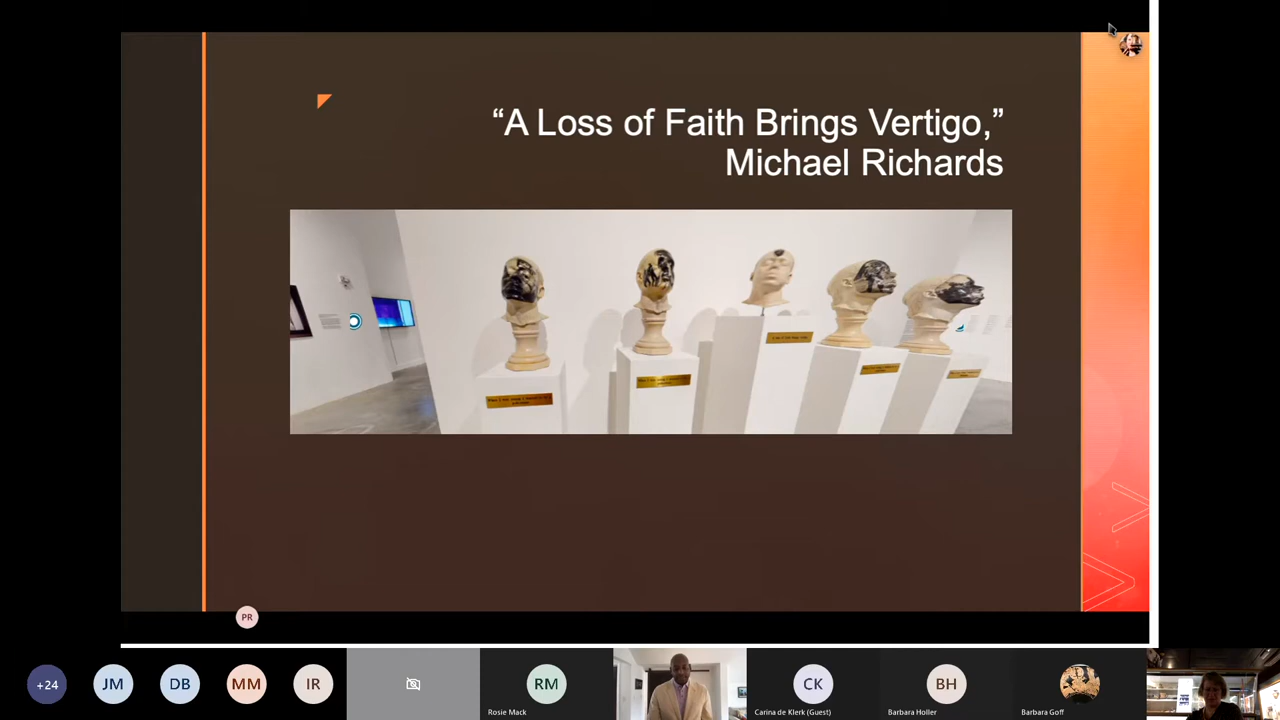 “A Loss of Faith Brings Vertigo,”
Michael Richards
PR
+24
JM
DB
MM
IR
RM
Rosie Mack
CK
Carina de Klerk (Guest)
BH
Barbara Holler
Barbara Goff